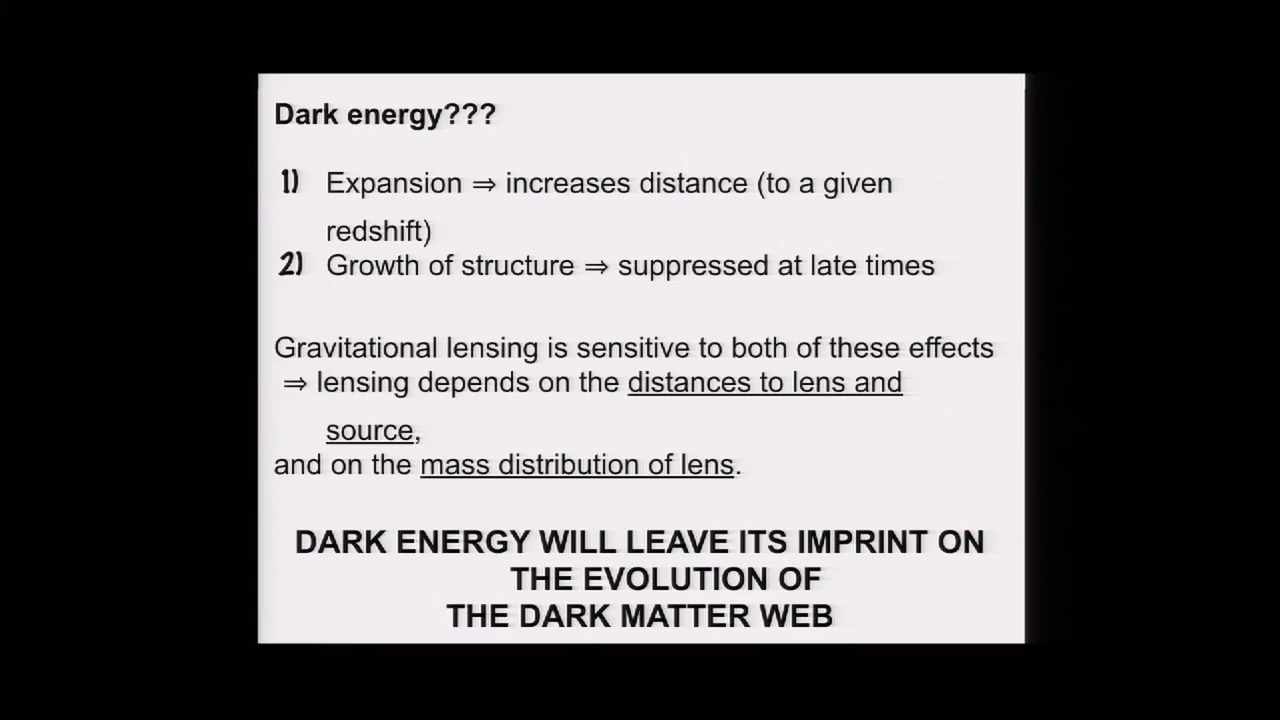 Dark energy???
1) Expansion ⇒ increases distance (to a given
redshift)
2) Growth of structure ⇒ suppressed at late times
Gravitational lensing is sensitive to both of these effects
⇒ lensing depends on the distances to lens and
source,
and on the mass distribution of lens.
DARK ENERGY WILL LEAVE ITS IMPRINT ON
THE EVOLUTION OF
THE DARK MATTER WEB